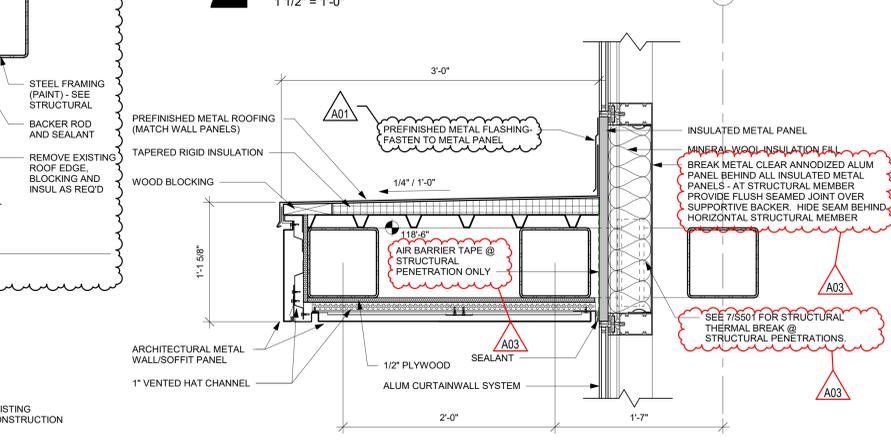 1 1/2" = 1'-0"
STEEL FRAMING
(PAINT) - SEE
STRUCTURAL
BACKER ROD
AND SEALANT
REMOVE EXISTING
ROOF EDGE,
BLOCKING AND
INSUL AS REQ'D
ISTING
ONSTRUCTION
3'-0"
A01
PREFINISHED METAL ROOFING
(MATCH WALL PANELS)
TAPERED RIGID INSULATION
WOOD BLOCKING
PREFINISHED METAL FLASHING-
FASTEN TO METAL PANEL
1/4" / 1'-0"
118'-6"
1'-1 5/8"
AIR BARRIER TAPE @
STRUCTURAL
PENETRATION ONLY
A03
ARCHITECTURAL METAL
WALL/SOFFIT PANEL
1" VENTED HAT CHANNEL
1/2" PLYWOOD
SEALANT
ALUM CURTAINWALL SYSTEM
2'-0"
1'-7"
INSULATED METAL PANEL
MINERAL WOOL INSULATION FILL
BREAK METAL CLEAR ANNODIZED ALUM
PANEL BEHIND ALL INSULATED METAL
PANELS - AT STRUCTURAL MEMBER
PROVIDE FLUSH SEAMED JOINT OVER
SUPPORTIVE BACKER. HIDE SEAM BEHIND
HORIZONTAL STRUCTURAL MEMBER
A03
SEE 7/S501 FOR STRUCTURAL
THERMAL BREAK @
STRUCTURAL PENETRATIONS.
A03